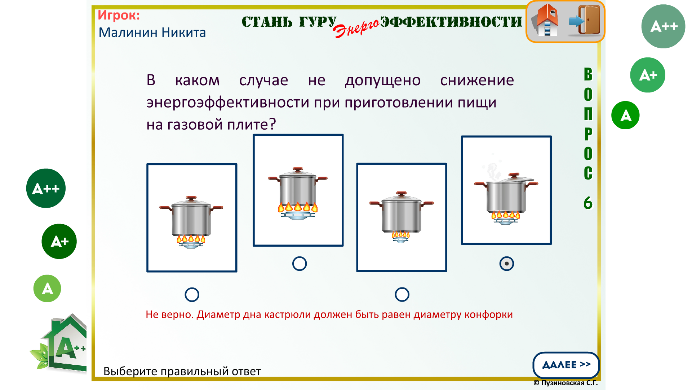 Игрок:
Малинин Никита
СТАНЬ ГУРУ Энерго ЭФФЕКТИВНОСТИ
A++
A+
A
В каком случае не допущено снижение
энергоэффективности при приготовлении пищи
на газовой плите?
ВОПРОС
6
A++
A+
A
A++
Не верно. Диаметр дна кастрюли должен быть равен диаметру конфорки
Выберите правильный ответ
ДАЛЕЕ >>
© Пузиновская С.Г.